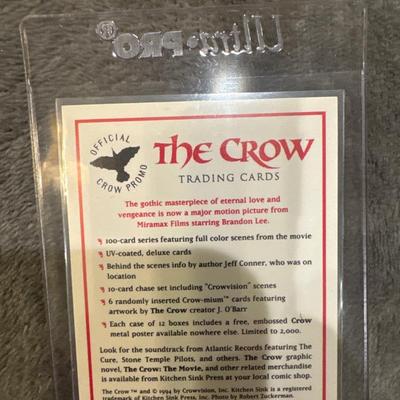 Ultra•PRO®
OFFICIAL
CROW PROMO
THE CROW
TRADING CARDS
The gothic masterpiece of eternal love and
vengeance is now a major motion picture from
Miramax Films starring Brandon Lee.
100-card series featuring full color scenes from the movie
UV-coated, deluxe cards
Behind the scenes info by author Jeff Conner, who was on
location
10-card chase set including "Crowvision" scenes
6 randomly inserted Crow-mium™ cards featuring
artwork by The Crow creator J. O'Barr
Each case of 12 boxes includes a free, embossed Crow
metal poster available nowhere else. Limited to 2,000.
Look for the soundtrack from Atlantic Records featuring The
Cure, Stone Temple Pilots, and others. The Crow graphic
novel, The Crow: The Movie, and other related merchandise
is available from Kitchen Sink Press at your local comic shop.
The Crow ™ and © 1994 by Crowvision, Inc. Kitchen Sink is a registered
trademark of Kitchen Sink Press, Inc. Photo by Robert Zuckerman.